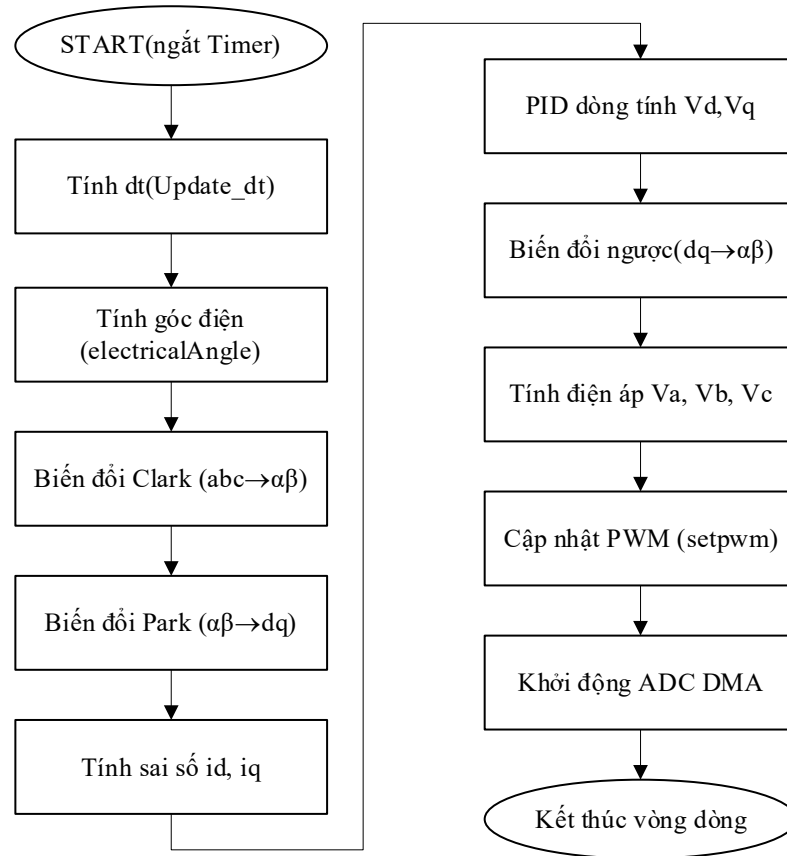 START(ngắt Timer)
Tính dt(Update_dt)
Tính góc điện
(electricalAngle)
Biến đổi Clark (abc→αβ)
Biến đổi Park (αβ→dq)
Tính sai số id, iq
PID dòng tính Vd,Vq
Biến đổi ngược(dq→αβ)
Tính điện áp Va, Vb, Vc
Cập nhật PWM (setpwm)
Khởi động ADC DMA
Kết thúc vòng dòng